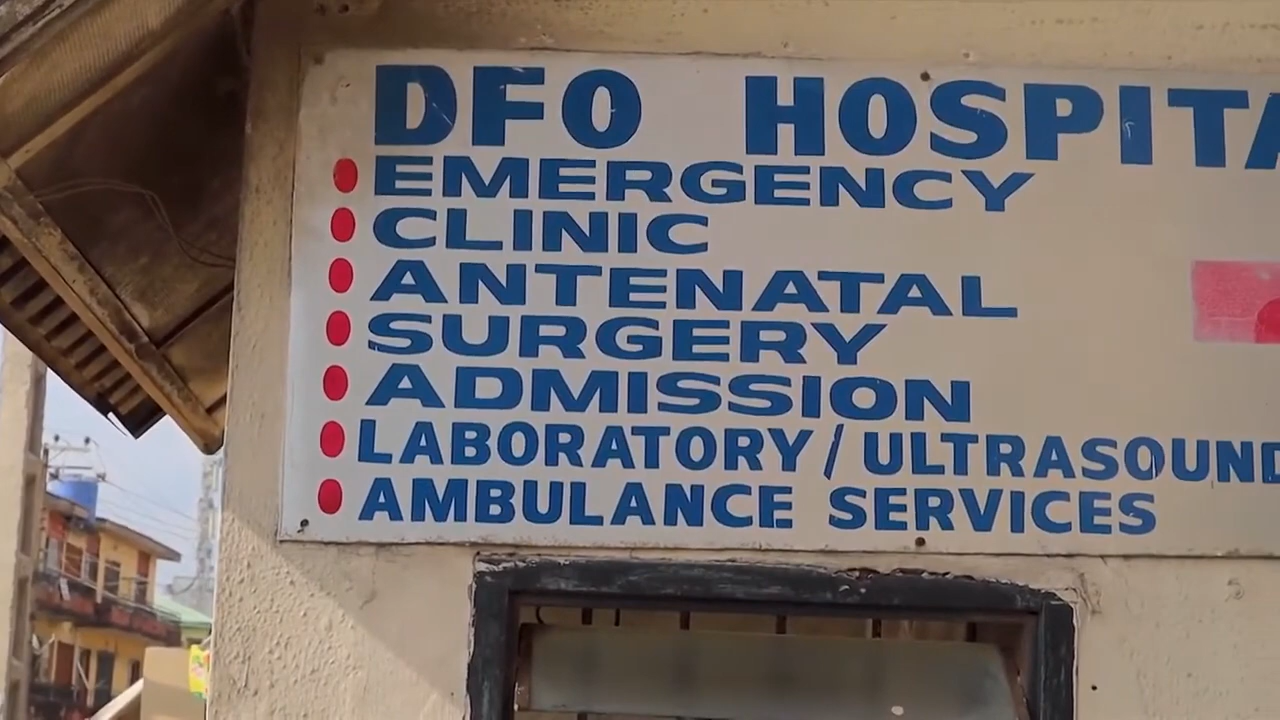 DFO HOSPITA
EMERGENCY
CLINIC
ANTENATAL
SURGERY
ADMISSION
LABORATORY/ULTRASOUND
AMBULANCE SERVICES